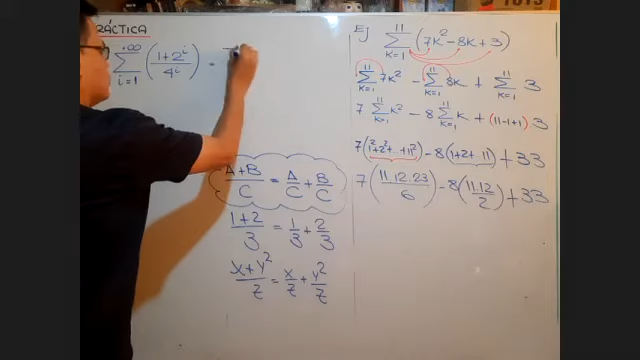 PRÁCTICA
+∞ ∑ i=1 (1+2^i / 4^i) =
A+B / C = A/C + B/C
1+2 / 3 = 1/3 + 2/3
x+y² / z = x/z + y²/z
Ej 11 ∑ K=1 (7K² - 8K + 3)
11 ∑ K=1 7K² - 11 ∑ K=1 8K + 11 ∑ K=1 3
7 11 ∑ K=1 K² - 8 11 ∑ K=1 K + (11-1+1).3
7(1²+2²+...+11²) - 8(1+2+..11) + 33
7(11.12.23 / 6) - 8(11.12 / 2) + 33